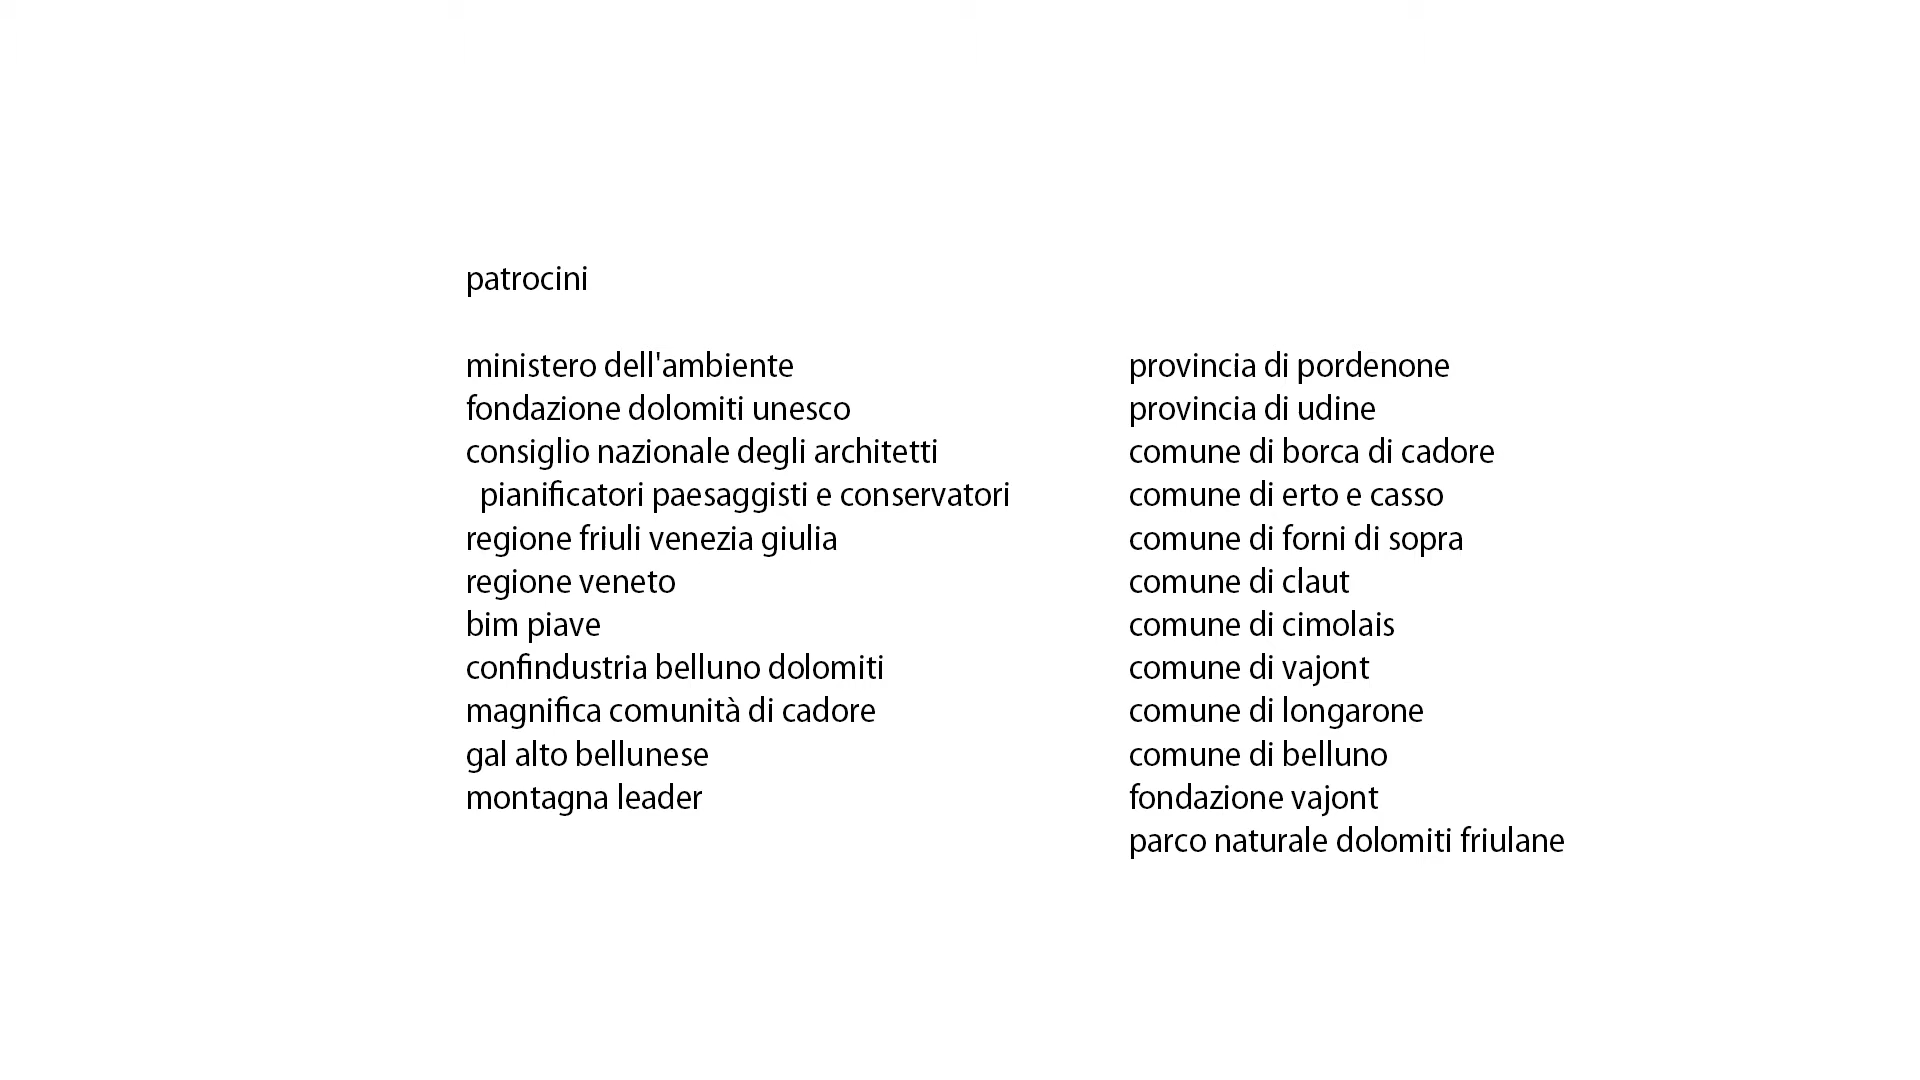 patrocini
ministero dell'ambiente
fondazione dolomiti unesco
consiglio nazionale degli architetti
pianificatori paesaggisti e conservatori
regione friuli venezia giulia
regione veneto
bim piave
confindustria belluno dolomiti
magnifica comunità di cadore
gal alto bellunese
montagna leader
provincia di pordenone
provincia di udine
comune di borca di cadore
comune di erto e casso
comune di forni di sopra
comune di claut
comune di cimolais
comune di vajont
comune di longarone
comune di belluno
fondazione vajont
parco naturale dolomiti friulane